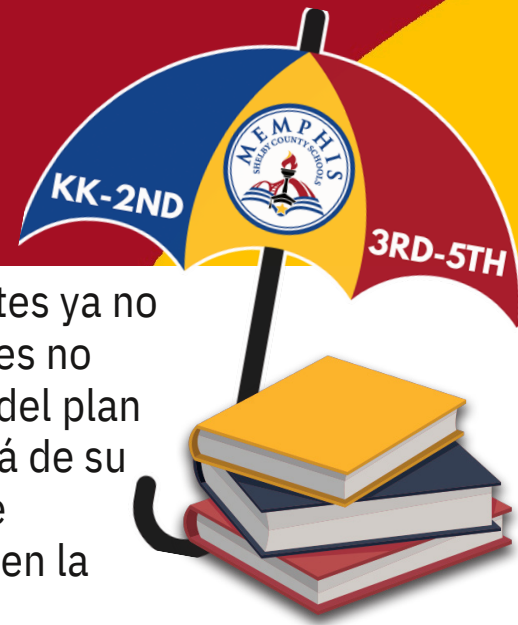 MEMPHIS
SHELBY COUNTY SCHOOLS
KK-2ND
3RD-5TH
tes ya no
es no
del plan
á de su
e
en la